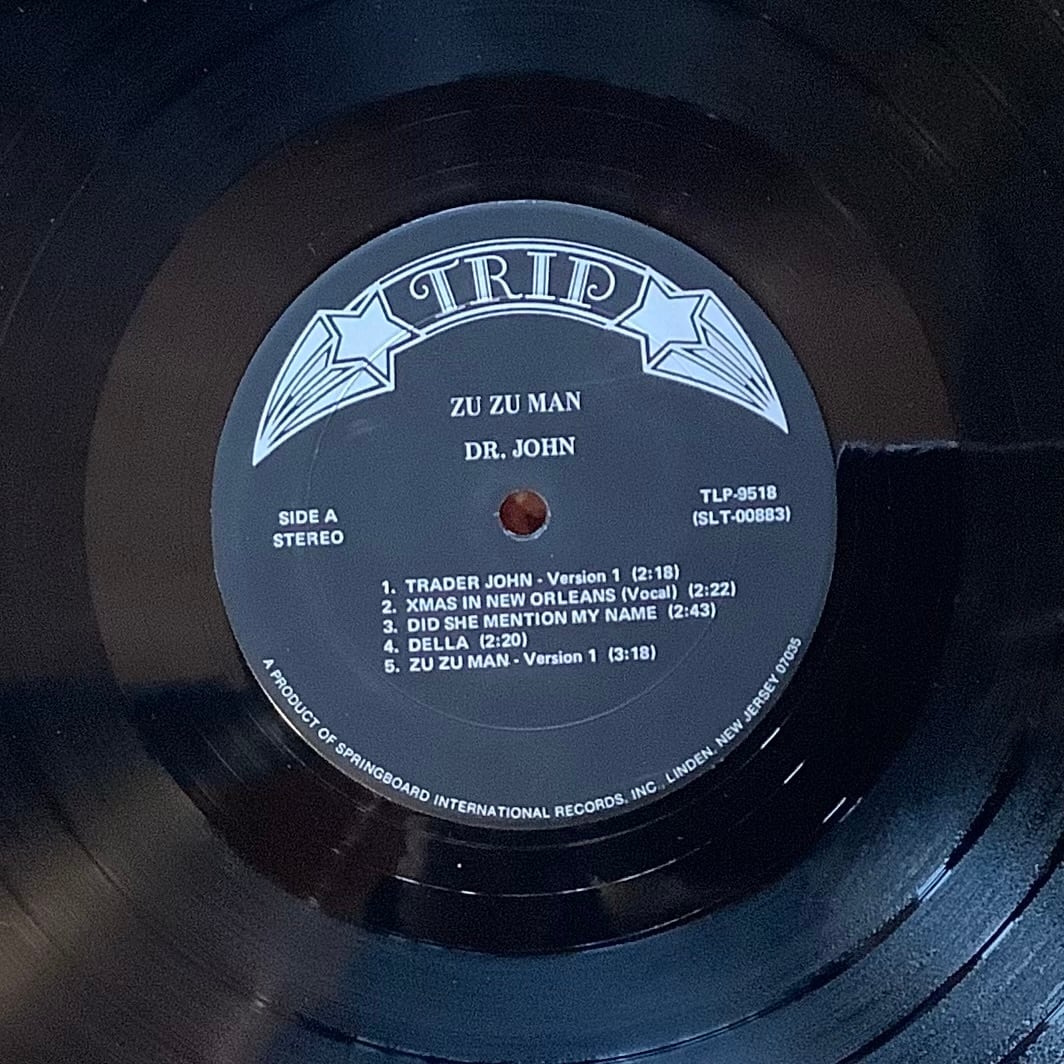 TRIP
ZU ZU MAN
DR. JOHN
SIDE A
STEREO
TLP-9518
(SLT-00883)
1. TRADER JOHN - Version 1 (2:18)
2. XMAS IN NEW ORLEANS (Vocal) (2:22)
3. DID SHE MENTION MY NAME (2:43)
4. DELLA (2:20)
5. ZU ZU MAN - Version 1 (3:18)
A PRODUCT OF SPRINGBOARD INTERNATIONAL RECORDS, INC., LINDEN, NEW JERSEY 07035